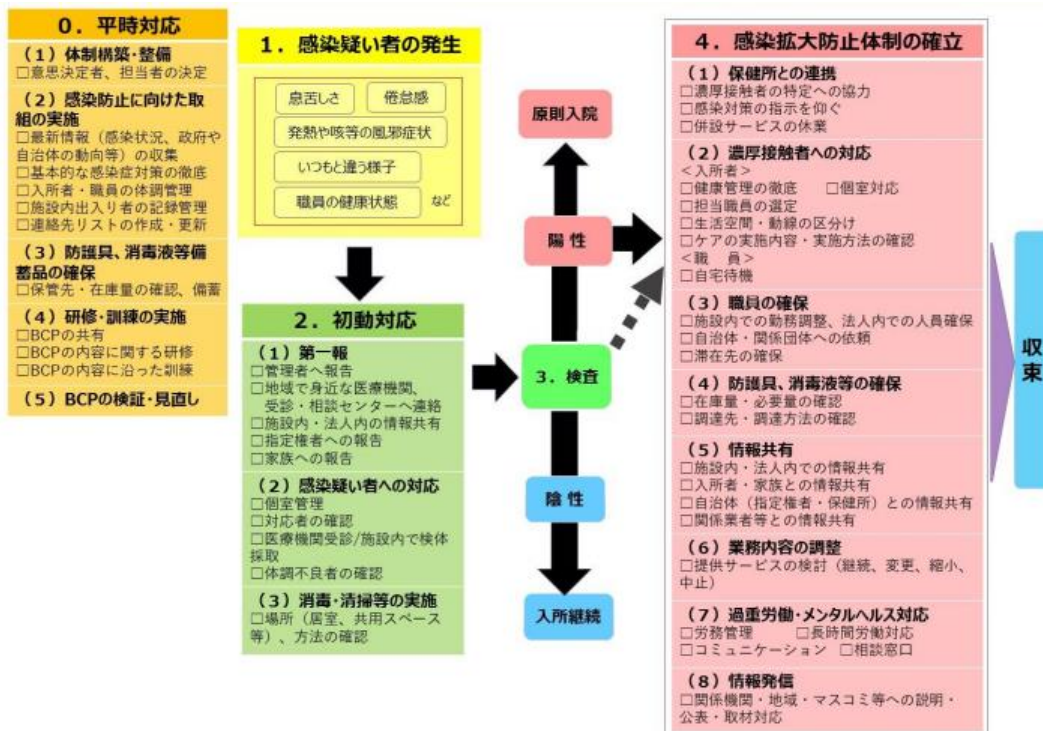 0．平時対応
（1）体制構築・整備
□意思決定者、担当者の決定
（2）感染防止に向けた取
組の実施
□最新情報（感染状況、政府や
自治体の動向等）の収集
□基本的な感染症対策の徹底
□入所者・職員の体調管理
□施設内出入り者の記録管理
□連絡先リストの作成・更新
（3）防護具、消毒液等備
蓄品の確保
□保管先・在庫量の確認、備蓄
（4）研修・訓練の実施
□BCPの共有
□BCPの内容に関する研修
□BCPの内容に沿った訓練
（5）BCPの検証・見直し
1．感染疑い者の発生
息苦しさ
倦怠感
発熱や咳等の風邪症状
いつもと違う様子
職員の健康状態
など
2．初動対応
（1）第一報
□管理者へ報告
□地域で身近な医療機関、
受診・相談センターへ連絡
□施設内・法人内の情報共有
□指定権者への報告
□家族への報告
（2）感染疑い者への対応
□個室管理
□対応者の確認
□医療機関受診/施設内で検体
採取
□体調不良者の確認
（3）消毒・清掃等の実施
□場所（居室、共用スペース
等）、方法の確認
原則入院
陽性
3．検査
陰性
入所継続
4．感染拡大防止体制の確立
（1）保健所との連携
□濃厚接触者の特定への協力
□感染対策の指示を仰ぐ
□併設サービスの休業
（2）濃厚接触者への対応
＜入所者＞
□健康管理の徹底　□個室対応
□担当職員の選定
□生活空間・動線の区分け
□ケアの実施内容・実施方法の確認
＜職　員＞
□自宅待機
（3）職員の確保
□施設内での勤務調整、法人内での人員確保
□自治体・関係団体への依頼
□滞在先の確保
（4）防護具、消毒液等の確保
□在庫量・必要量の確認
□調達先・調達方法の確認
（5）情報共有
□施設内・法人内での情報共有
□入所者・家族との情報共有
□自治体（指定権者・保健所）との情報共有
□関係業者等との情報共有
（6）業務内容の調整
□提供サービスの検討（継続、変更、縮小、
中止）
（7）過重労働・メンタルヘルス対応
□労務管理　□長時間労働対応
□コミュニケーション　□相談窓口
（8）情報発信
□関係機関・地域・マスコミ等への説明・
公表・取材対応
収束